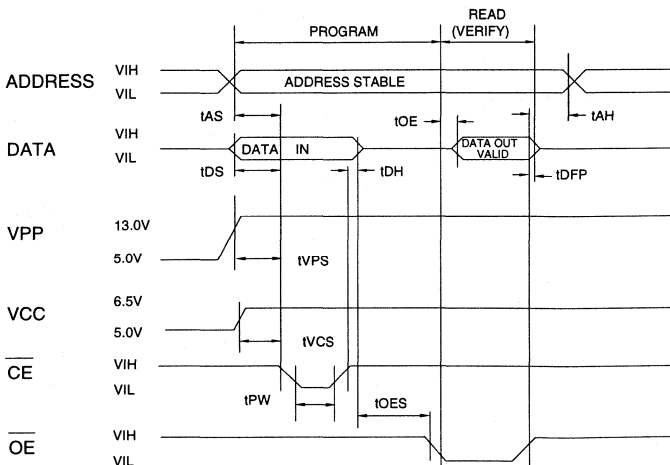 PROGRAM
READ
(VERIFY)
ADDRESS
VIH
VIL
ADDRESS STABLE
tAS
tOE
tAH
DATA
VIH
VIL
DATA IN
DATA OUT
VALID
tDS
tDH
tDFP
VPP
13.0V
5.0V
tVPS
VCC
6.5V
5.0V
tVCS
CE
VIH
VIL
tPW
tOES
OE
VIH
VIL